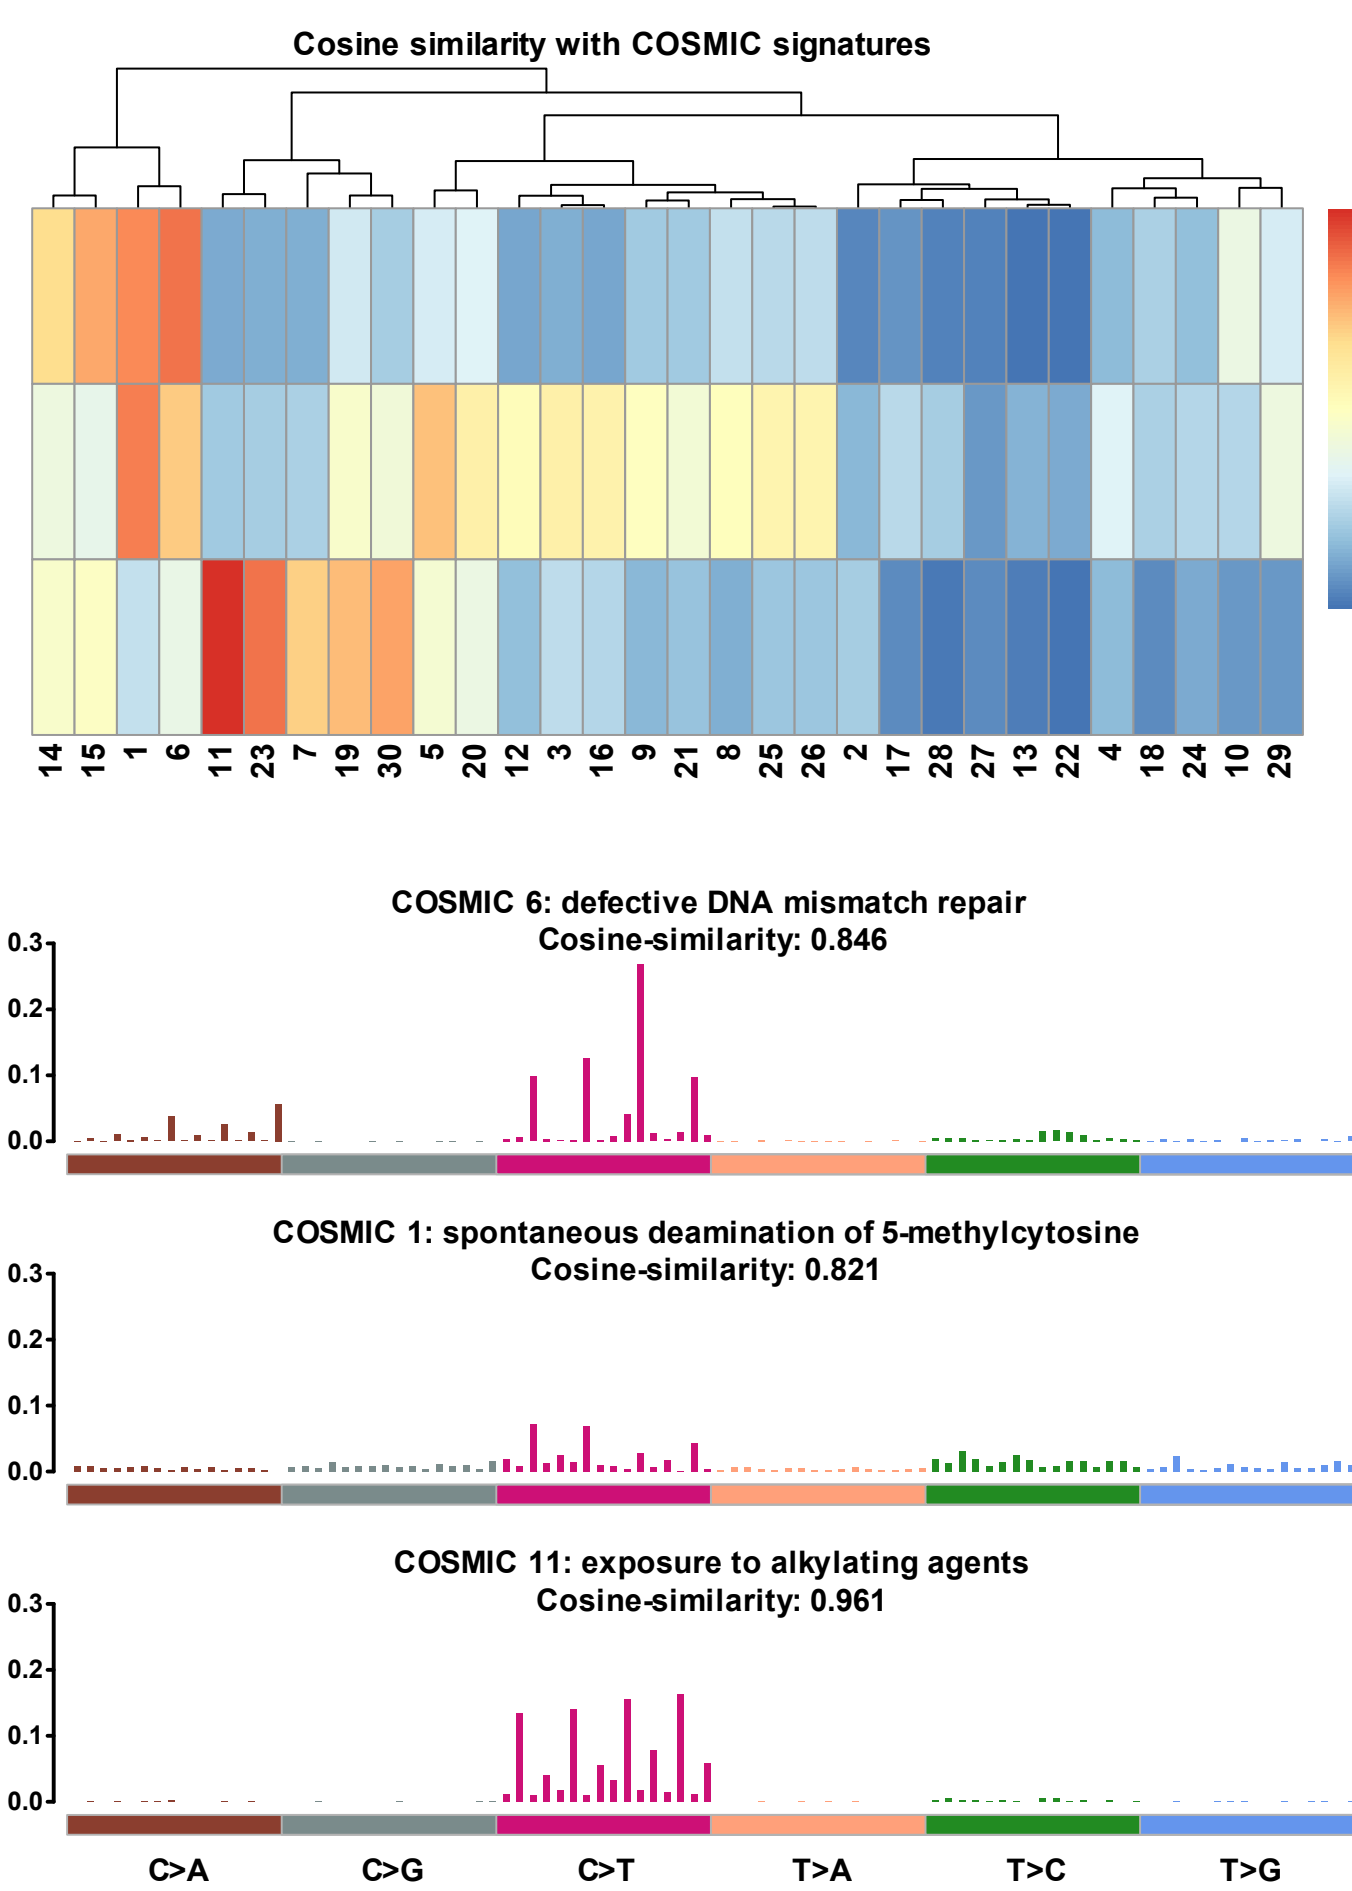 Cosine similarity with COSMIC signatures
14 15 1 6 11 23 7 19 30 5 20 12 3 16 9 21 8 25 26 2 17 28 27 13 22 4 18 24 10 29
COSMIC 6: defective DNA mismatch repair
Cosine-similarity: 0.846
0.3
0.2
0.1
0.0
COSMIC 1: spontaneous deamination of 5-methylcytosine
Cosine-similarity: 0.821
0.3
0.2
0.1
0.0
COSMIC 11: exposure to alkylating agents
Cosine-similarity: 0.961
0.3
0.2
0.1
0.0
C>A C>G C>T T>A T>C T>G